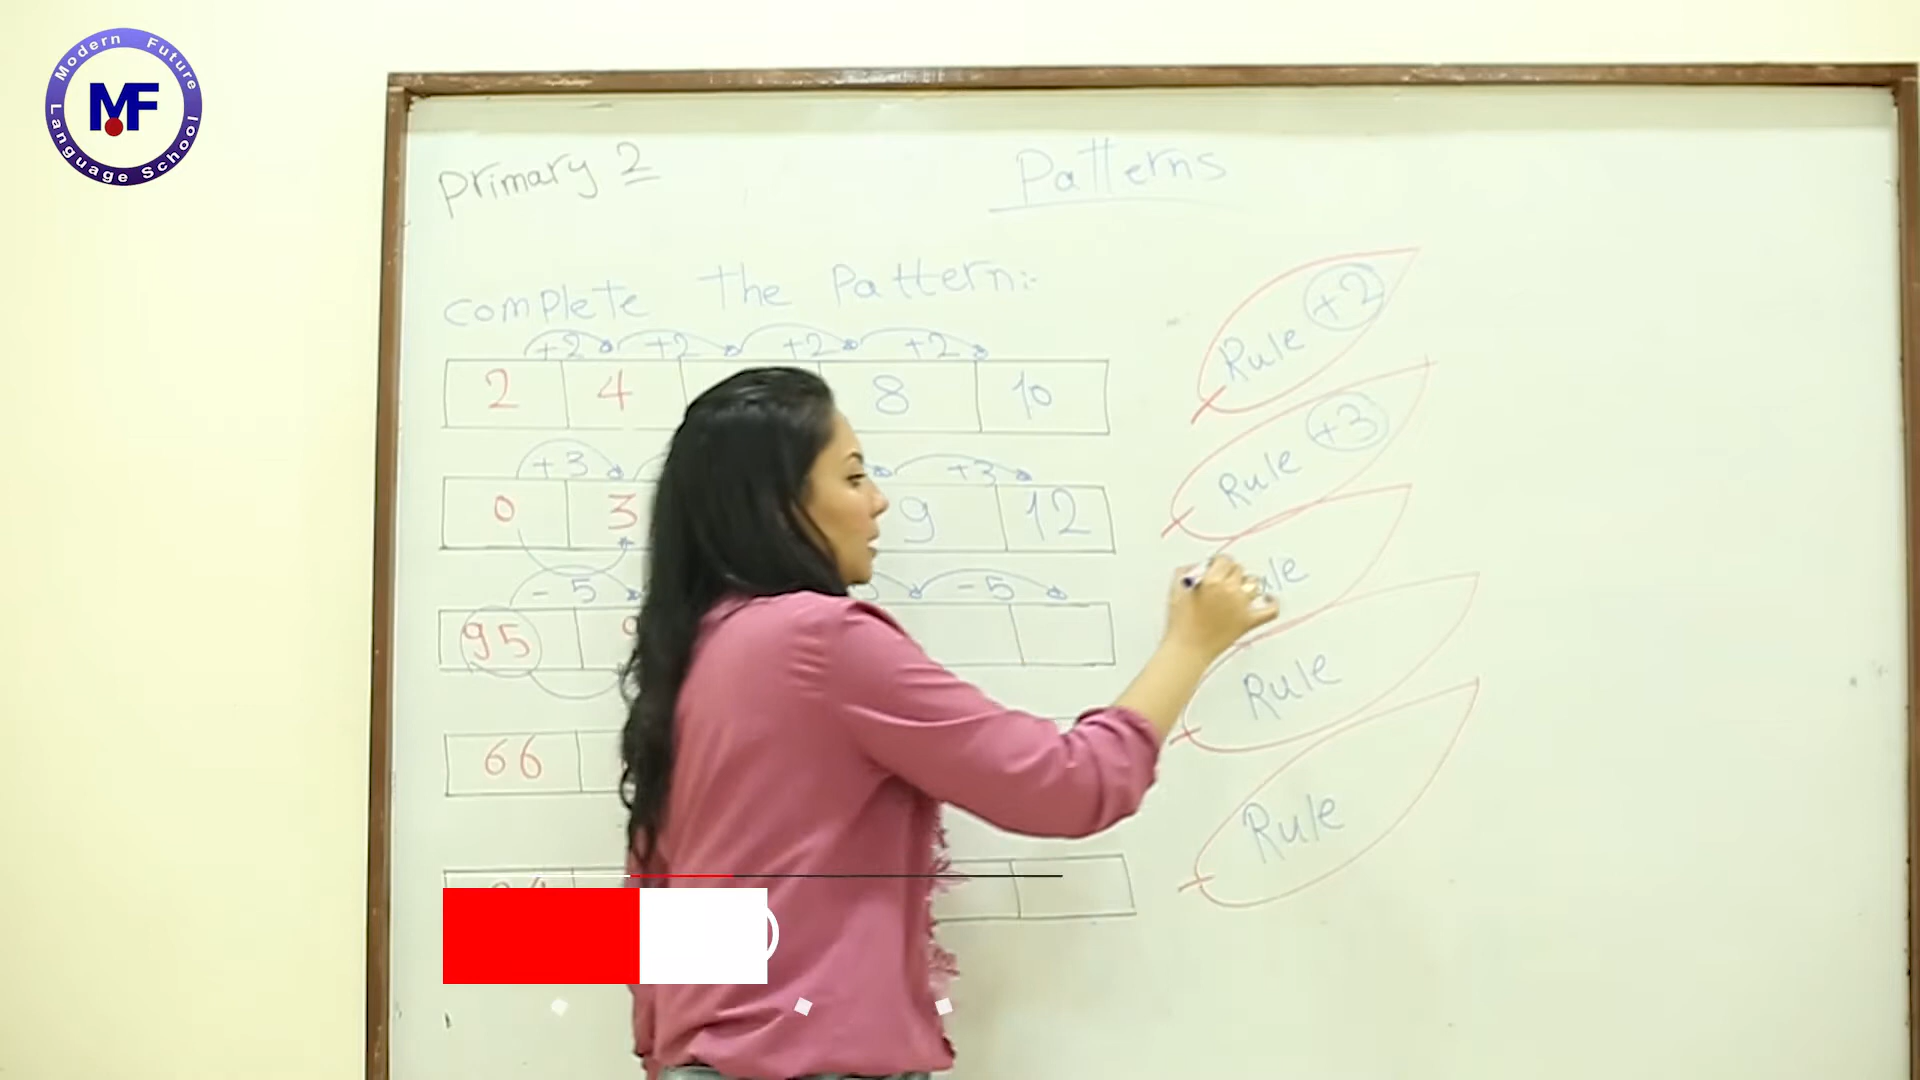 Modern Future
MF
Language School
Primary 2
Patterns
Complete The Pattern:-
+2 +2 +2 +2
2 4 8 10
Rule +2
+3 +3
0 3 9 12
Rule +3
-5 -5
95 9
66
Rule
Rule